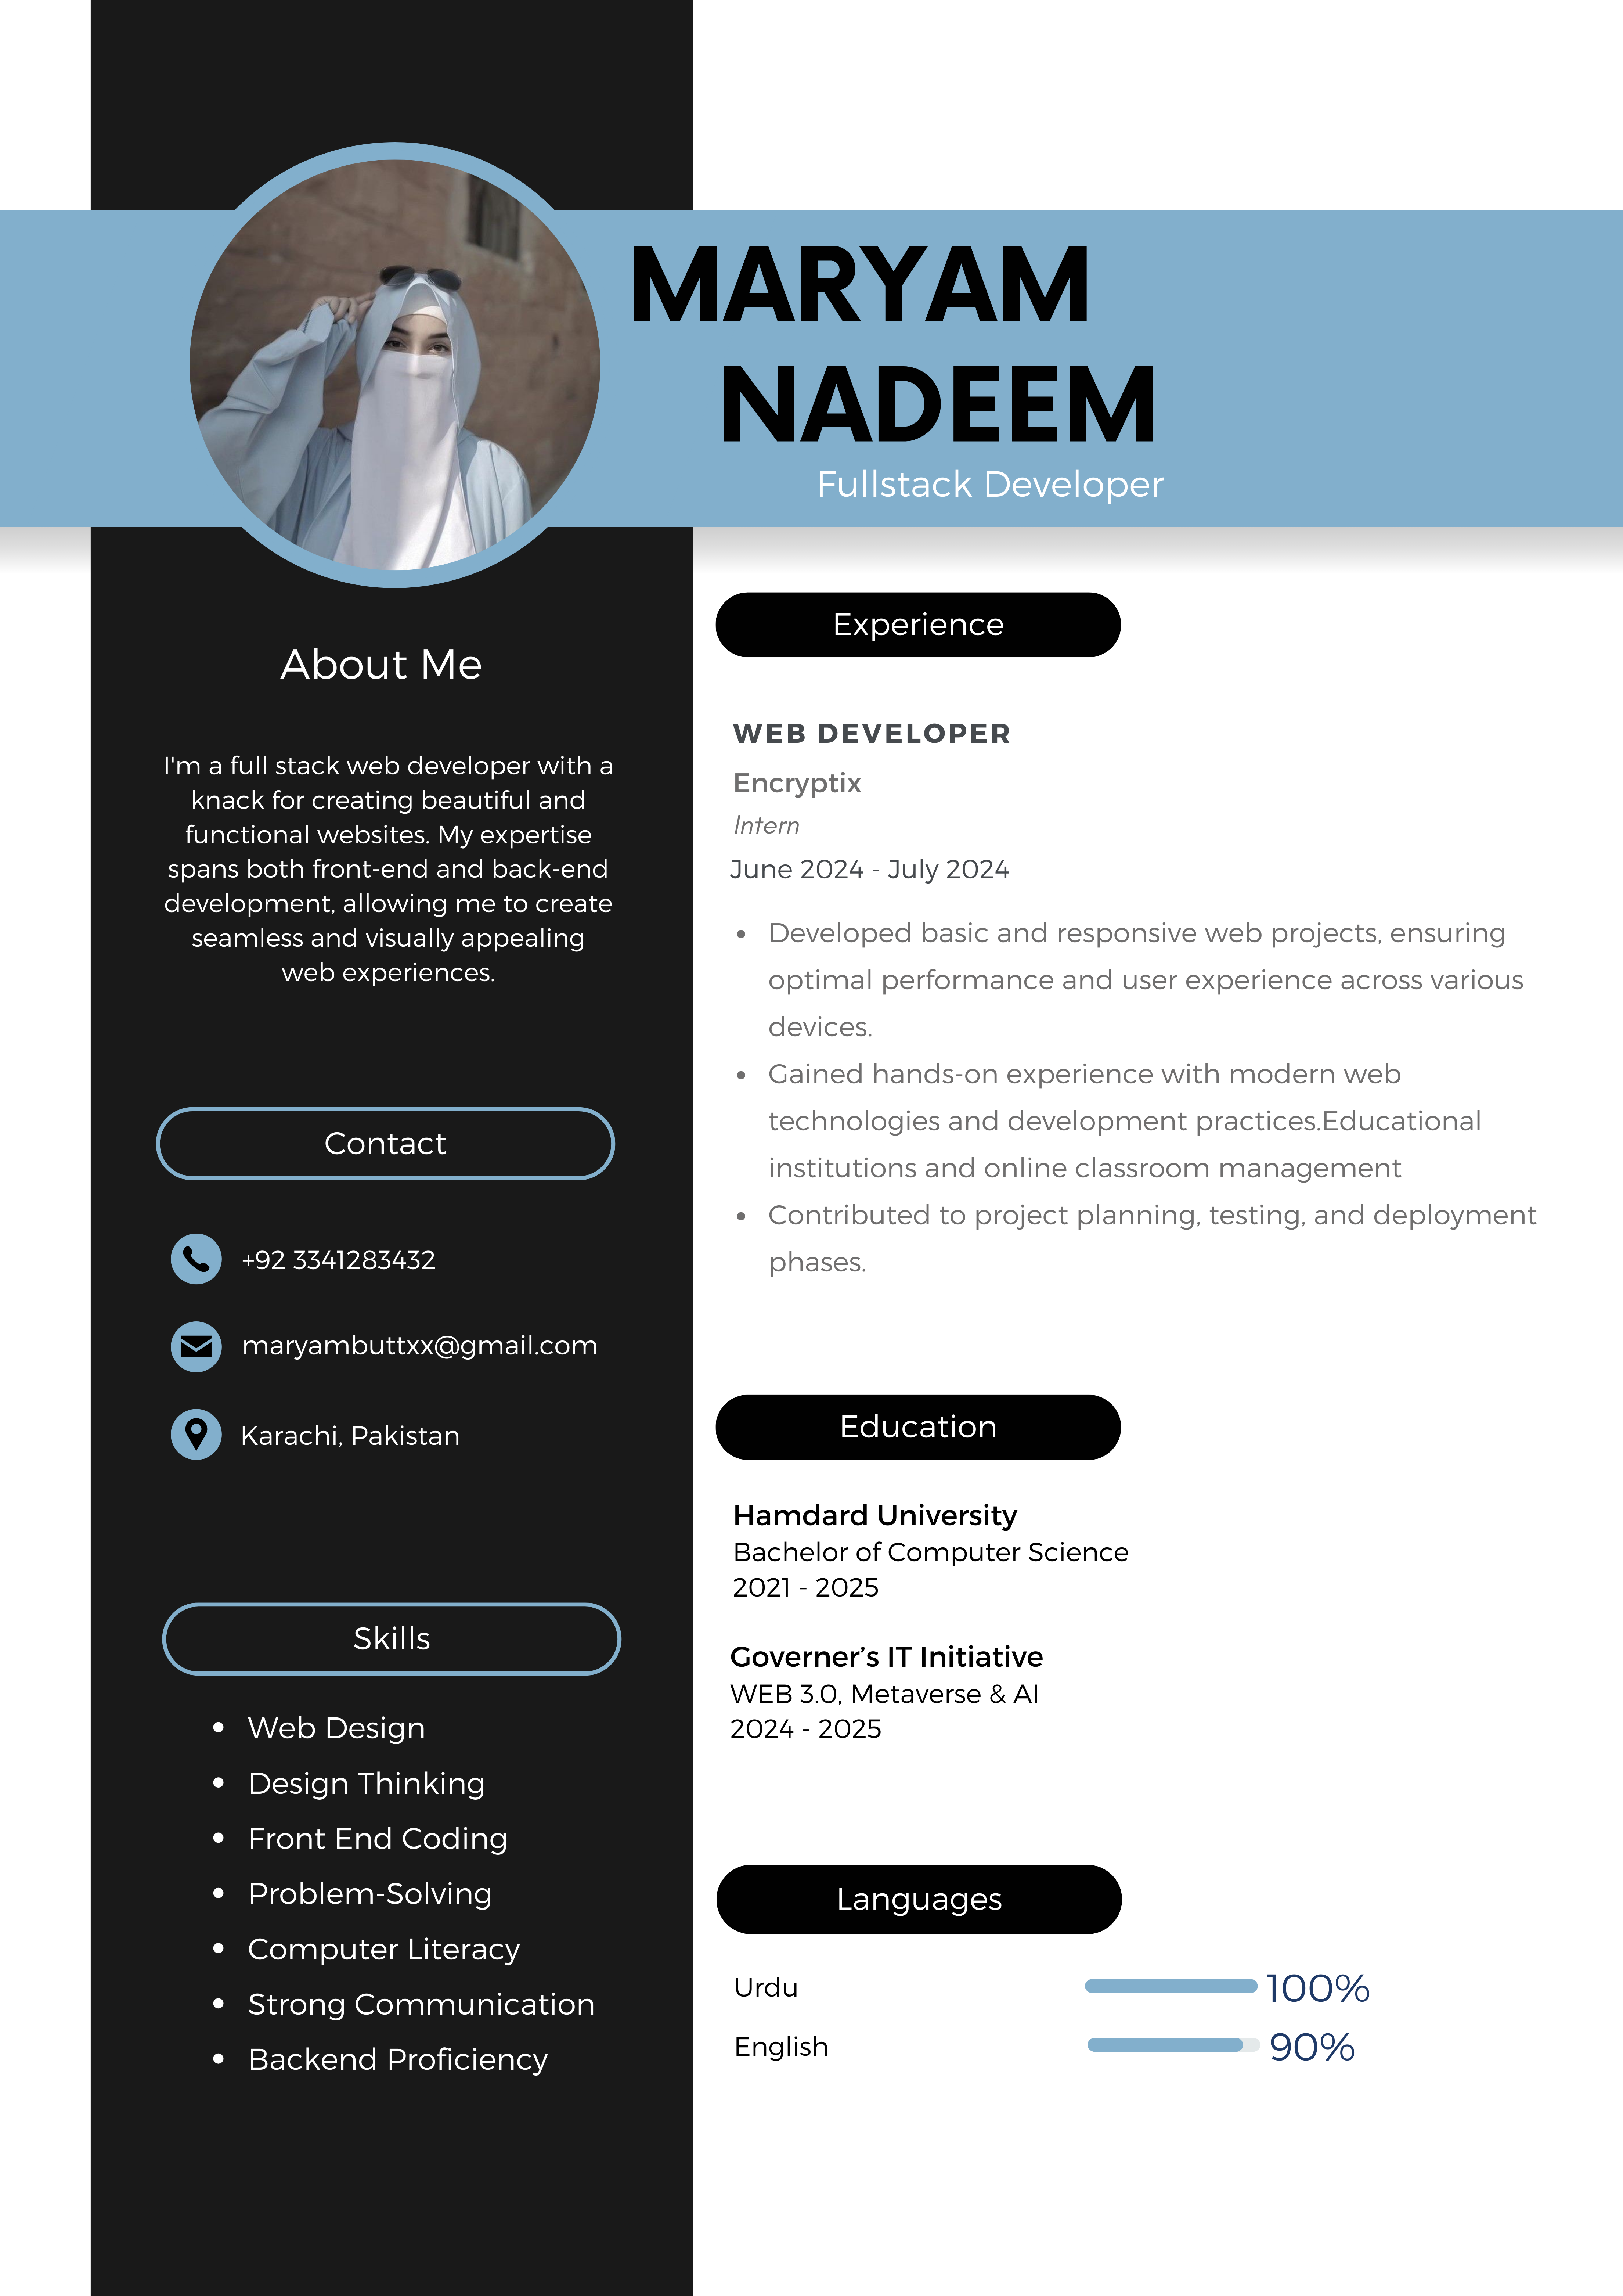 MARYAM
NADEEM
Fullstack Developer
About Me
I'm a full stack web developer with a
knack for creating beautiful and
functional websites. My expertise
spans both front-end and back-end
development, allowing me to create
seamless and visually appealing
web experiences.
Contact
+92 3341283432
maryambuttxx@gmail.com
Karachi, Pakistan
Skills
• Web Design
• Design Thinking
• Front End Coding
• Problem-Solving
• Computer Literacy
• Strong Communication
• Backend Proficiency
Experience
WEB DEVELOPER
Encryptix
Intern
June 2024 - July 2024
• Developed basic and responsive web projects, ensuring
optimal performance and user experience across various
devices.
• Gained hands-on experience with modern web
technologies and development practices.Educational
institutions and online classroom management
• Contributed to project planning, testing, and deployment
phases.
Education
Hamdard University
Bachelor of Computer Science
2021 - 2025
Governer’s IT Initiative
WEB 3.0, Metaverse & AI
2024 - 2025
Languages
Urdu 100%
English 90%